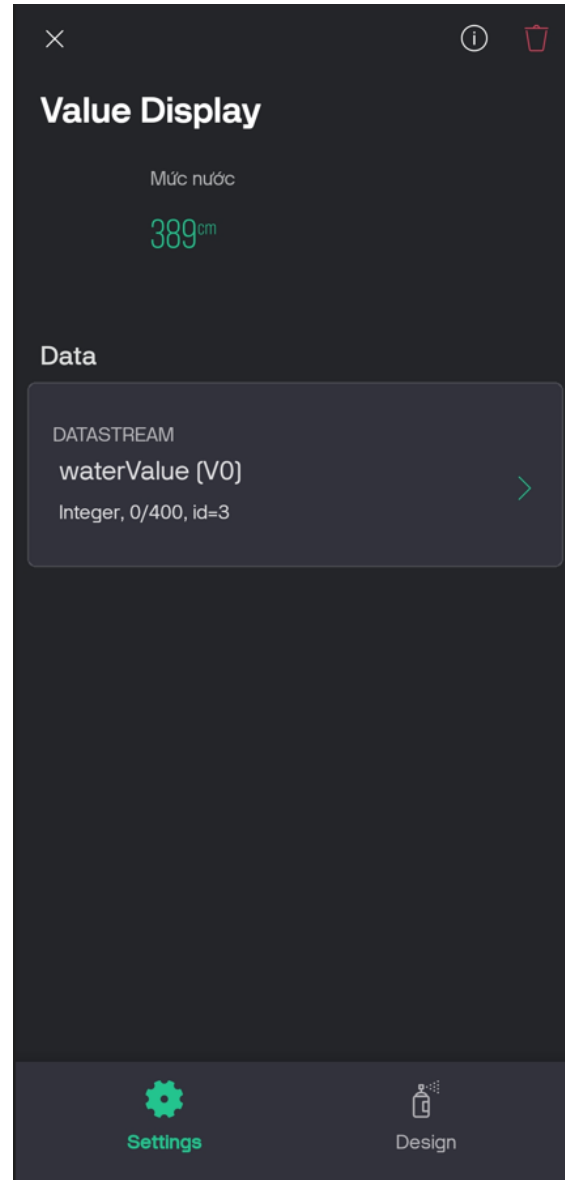 Value Display
Mức nước
389cm
Data
DATASTREAM
waterValue (V0)
Integer, 0/400, id=3
Settings
Design